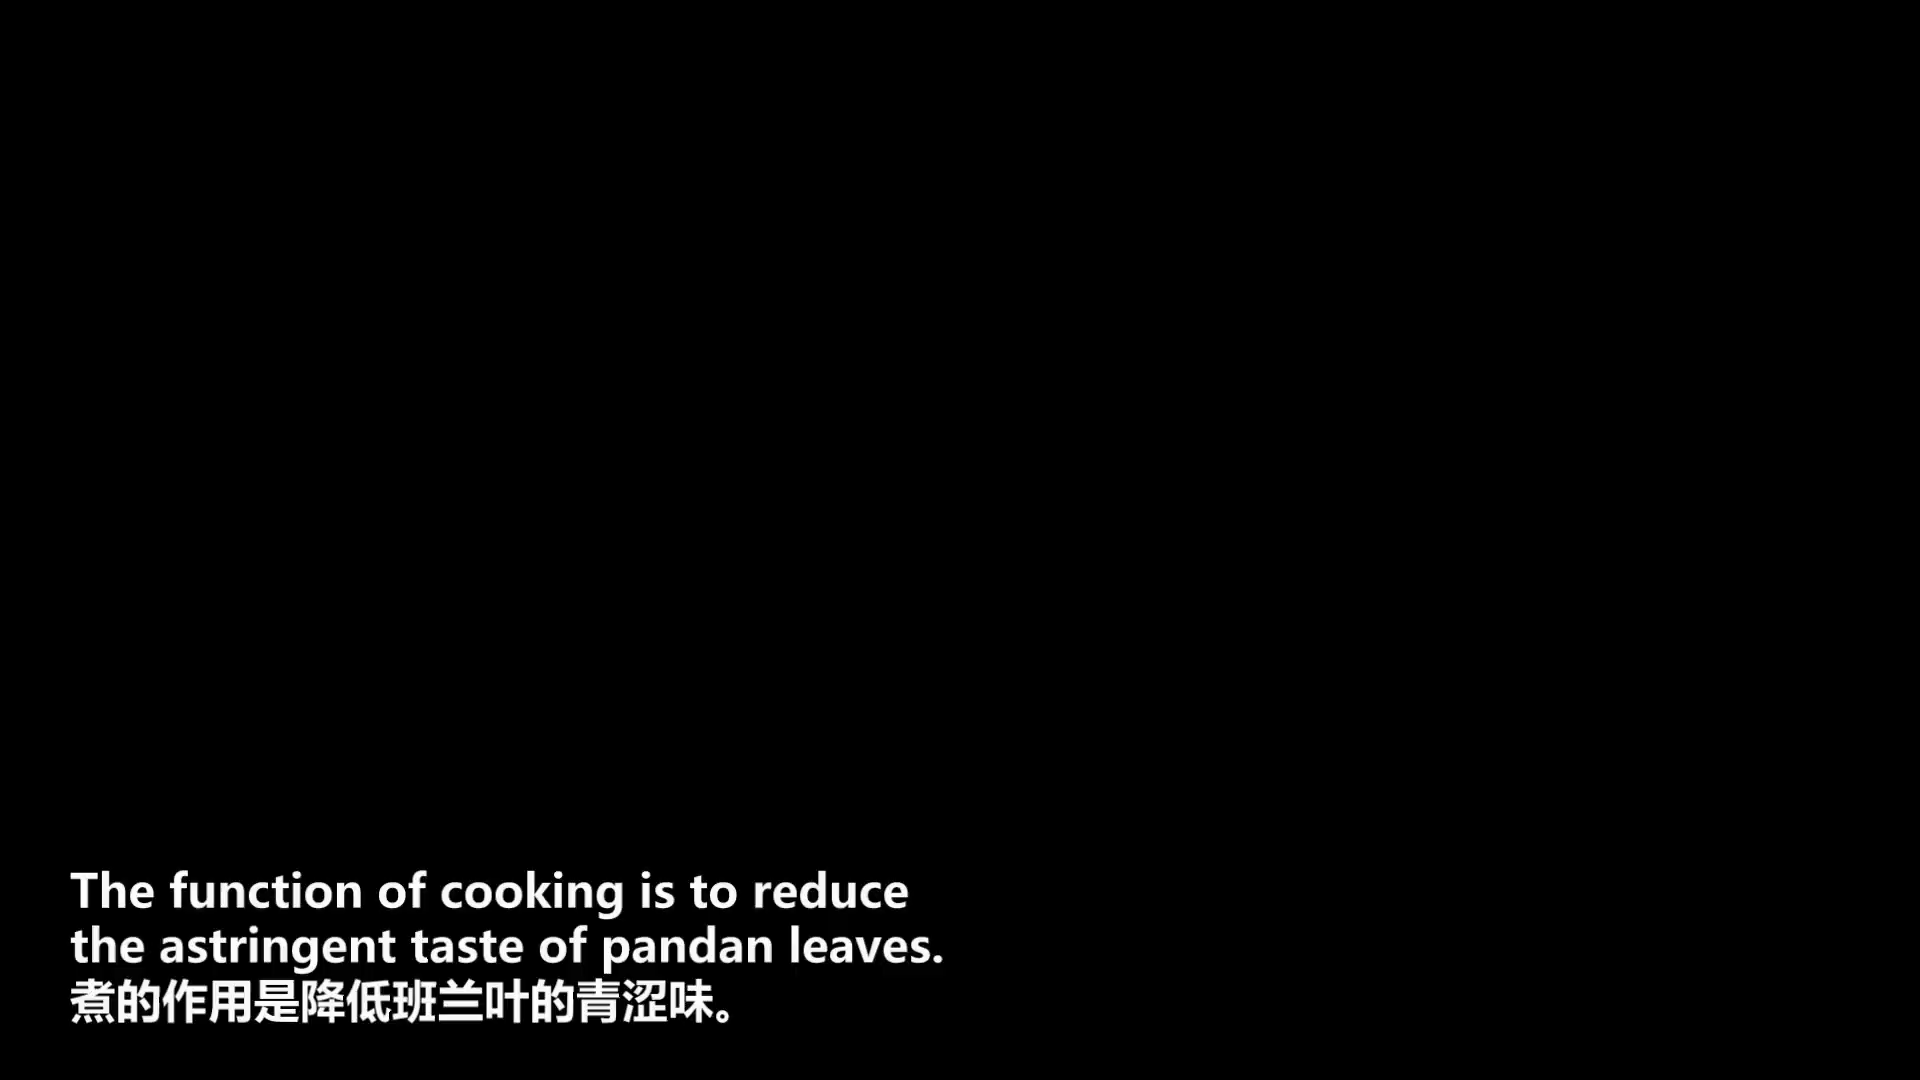 The function of cooking is to reduce
the astringent taste of pandan leaves.
煮的作用是降低班兰叶的青涩味。